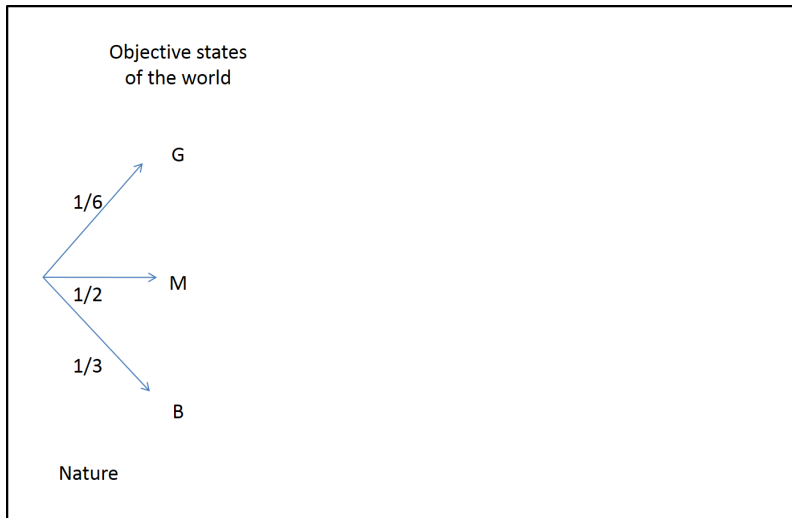 Objective states
of the world
G
1/6
M
1/2
1/3
B
Nature